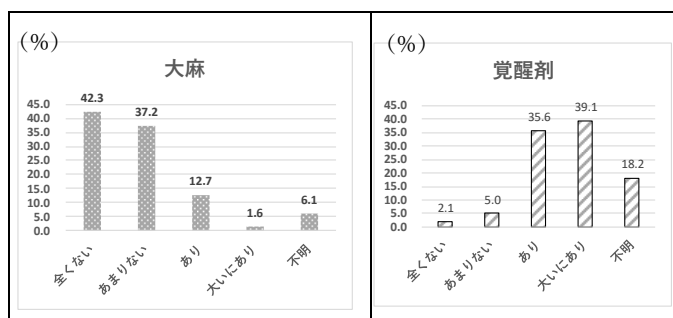 (%)
大麻
45.0
40.0
35.0
30.0
25.0
20.0
15.0
10.0
5.0
0.0
42.3
37.2
12.7
1.6
6.1
全くない
あまりない
あり
大いにあり
不明
(%)
覚醒剤
45.0
40.0
35.0
30.0
25.0
20.0
15.0
10.0
5.0
0.0
2.1
5.0
35.6
39.1
18.2
全くない
あまりない
あり
大いにあり
不明